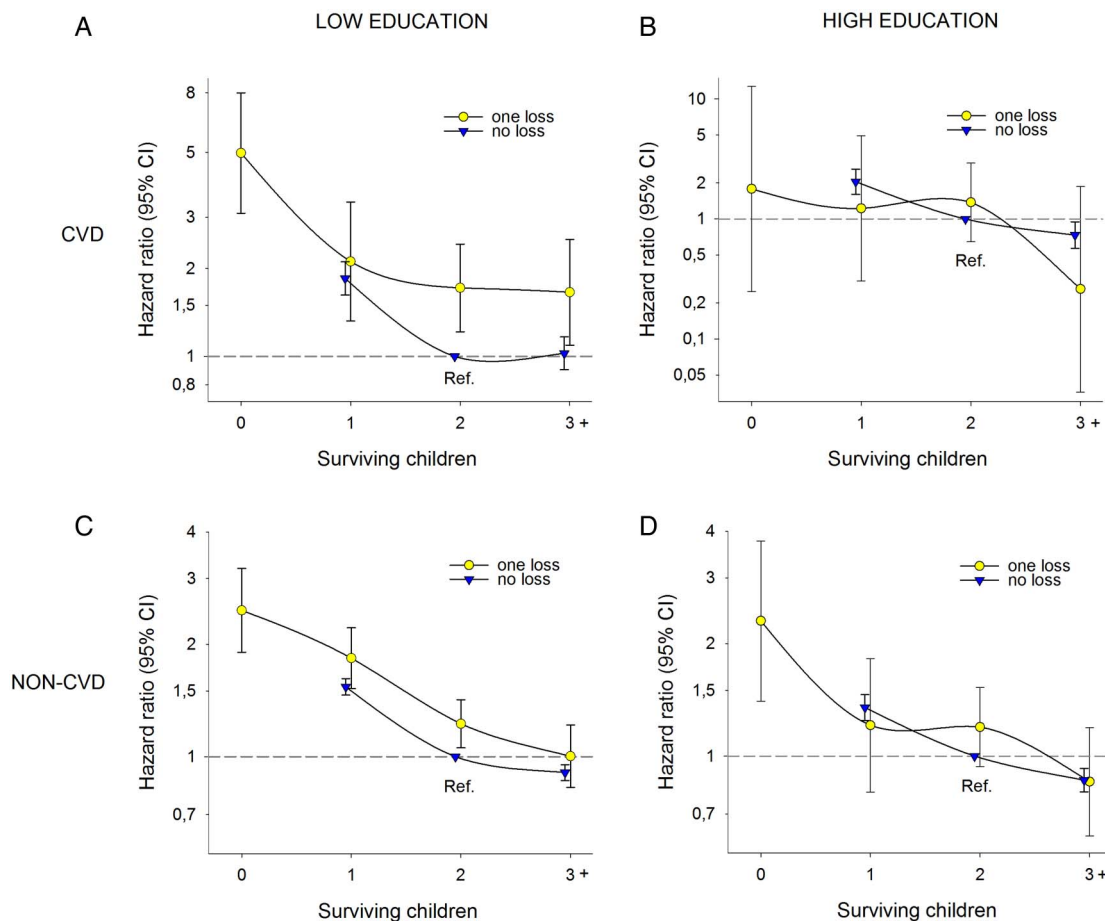 A
LOW EDUCATION
B
HIGH EDUCATION
CVD
Hazard ratio (95% CI)
8
5
3
2
1,5
1
0,8
one loss
no loss
Ref.
0
1
2
3 +
Surviving children
Hazard ratio (95% CI)
10
5
2
1
0,5
0,2
0,1
0,05
one loss
no loss
Ref.
0
1
2
3 +
Surviving children
C
D
NON-CVD
Hazard ratio (95% CI)
4
3
2
1,5
1
0,7
one loss
no loss
Ref.
0
1
2
3 +
Surviving children
Hazard ratio (95% CI)
4
3
2
1,5
1
0,7
one loss
no loss
Ref.
0
1
2
3 +
Surviving children